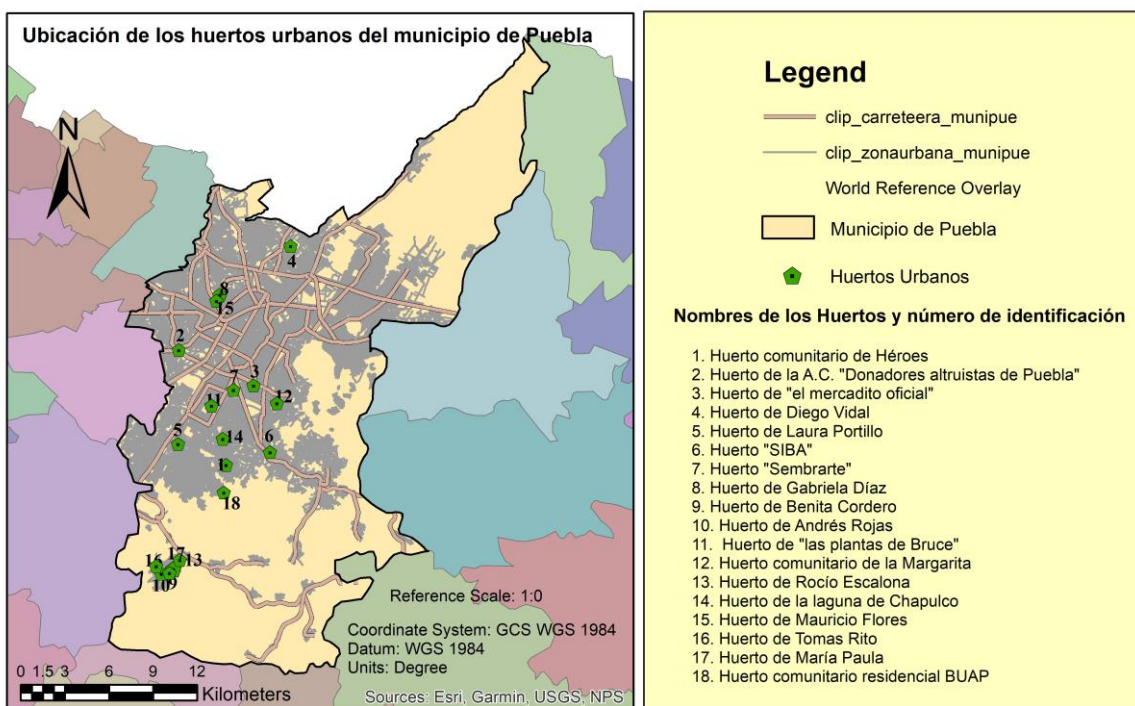 Ubicación de los huertos urbanos del municipio de Puebla
N
4
8
15
2
7
3
11
12
5
14
6
1
18
16
17
13
10
9
Reference Scale: 1:0
Coordinate System: GCS WGS 1984
Datum: WGS 1984
Units: Degree
0 1.5 3 6 9 12
Kilometers
Sources: Esri, Garmin, USGS, NPS
Legend
clip_carreteera_munipue
clip_zonaurbana_munipue
World Reference Overlay
Municipio de Puebla
Huertos Urbanos
Nombres de los Huertos y número de identificación
1. Huerto comunitario de Héroes
2. Huerto de la A.C. "Donadores altruistas de Puebla"
3. Huerto de "el mercadito oficial"
4. Huerto de Diego Vidal
5. Huerto de Laura Portillo
6. Huerto "SIBA"
7. Huerto "Sembrarte"
8. Huerto de Gabriela Díaz
9. Huerto de Benita Cordero
10. Huerto de Andrés Rojas
11. Huerto de "las plantas de Bruce"
12. Huerto comunitario de la Margarita
13. Huerto de Rocío Escalona
14. Huerto de la laguna de Chapulco
15. Huerto de Mauricio Flores
16. Huerto de Tomas Rito
17. Huerto de María Paula
18. Huerto comunitario residencial BUAP